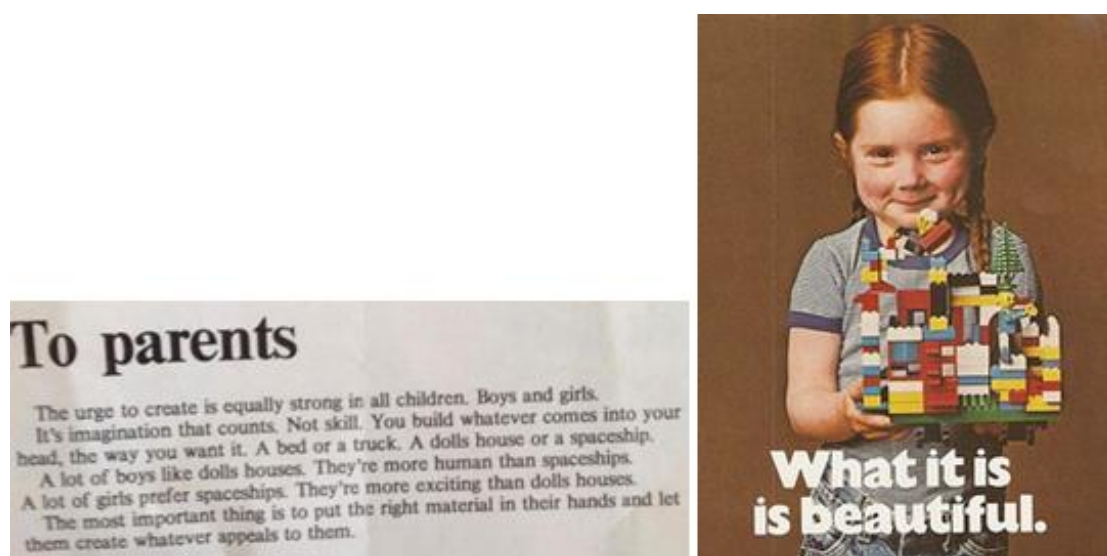 To parents
The urge to create is equally strong in all children. Boys and girls.
It's imagination that counts. Not skill. You build whatever comes into your
head, the way you want it. A bed or a truck. A dolls house or a spaceship.
A lot of boys like dolls houses. They're more human than spaceships.
A lot of girls prefer spaceships. They're more exciting than dolls houses.
The most important thing is to put the right material in their hands and let
them create whatever appeals to them.
What it is
is beautiful.